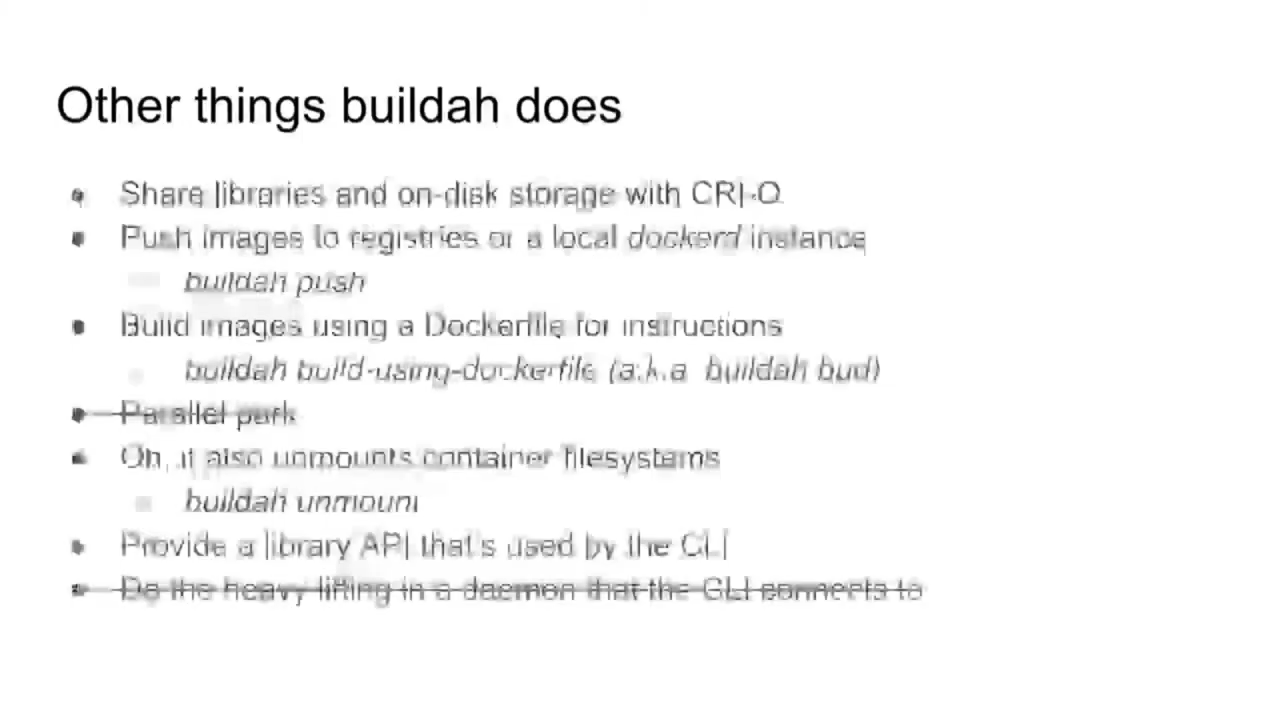 Other things buildah does
Share libraries and on-disk storage with CRI-O
Push images to registries or a local dockerd instance
buildah push
Build images using a Dockerfile for instructions
buildah build-using-dockerfile (a.k.a. buildah bud)
Parallel park
Oh, it also unmounts container filesystems
buildah unmount
Provide a library API that's used by the CLI
Do the heavy lifting in a daemon that the CLI connects to